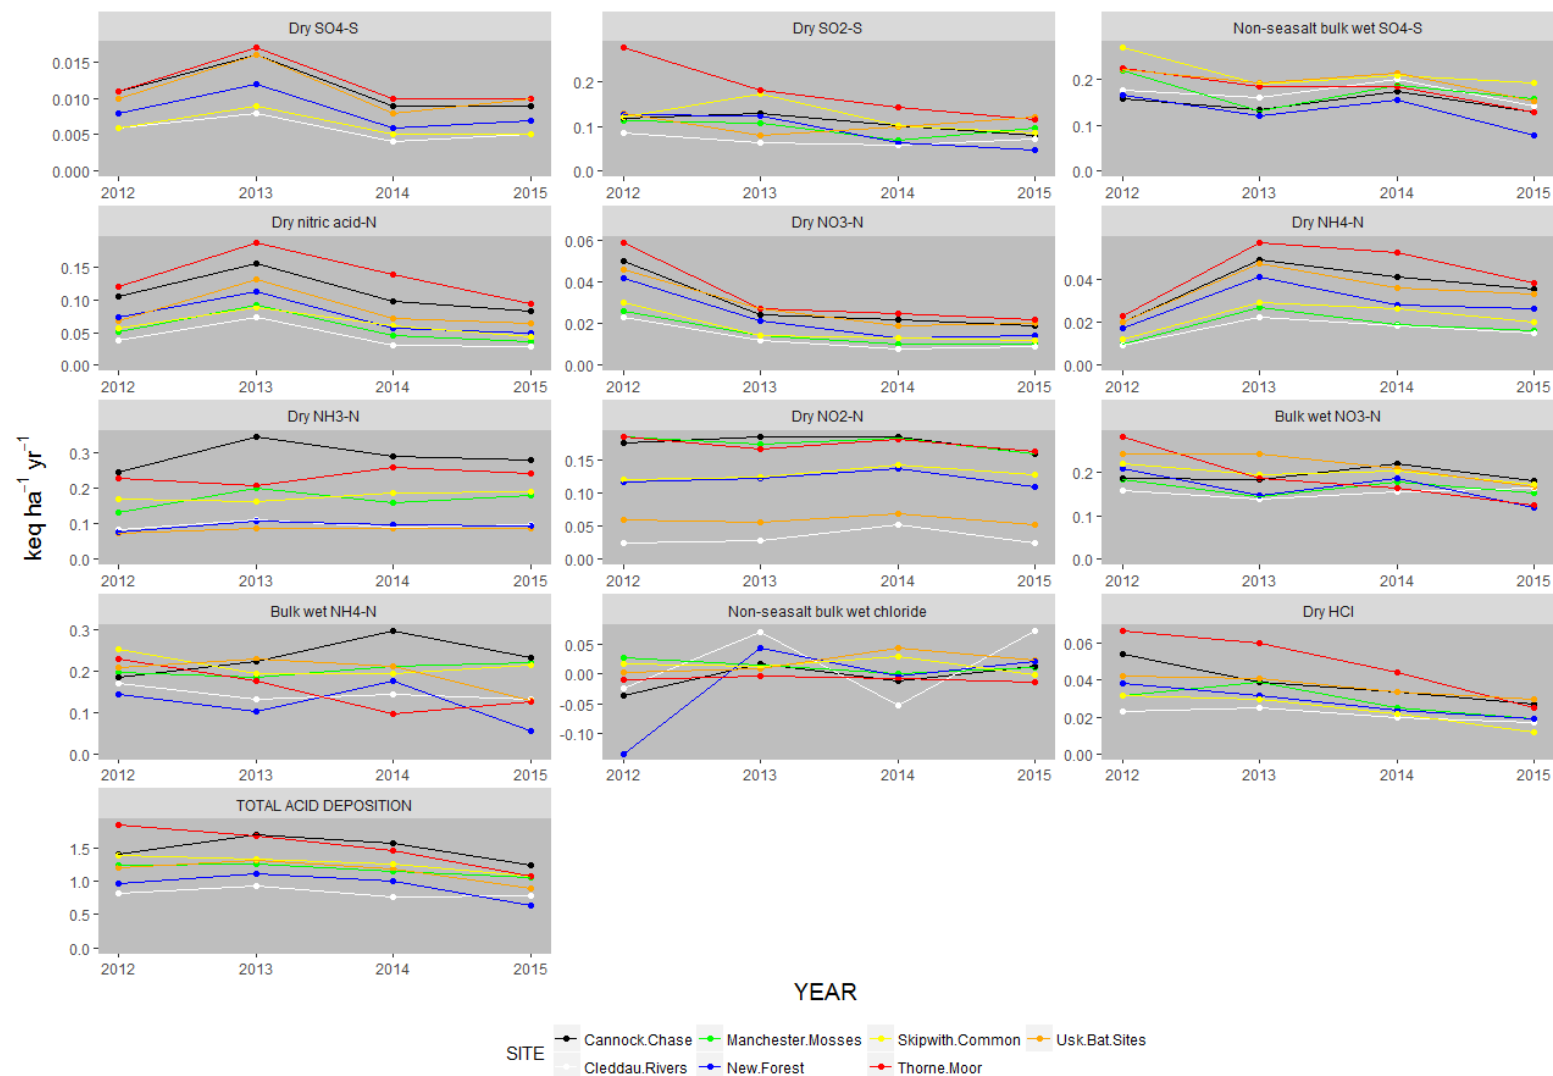 Dry SO4-S
Dry SO2-S
Non-seasalt bulk wet SO4-S
0.015
0.010
0.005
0.000
0.2
0.1
0.0
0.2
0.1
0.0
2012 2013 2014 2015
2012 2013 2014 2015
2012 2013 2014 2015
Dry nitric acid-N
Dry NO3-N
Dry NH4-N
0.15
0.10
0.05
0.00
0.06
0.04
0.02
0.00
0.04
0.02
0.00
2012 2013 2014 2015
2012 2013 2014 2015
2012 2013 2014 2015
Dry NH3-N
Dry NO2-N
Bulk wet NO3-N
0.3
0.2
0.1
0.0
0.15
0.10
0.05
0.00
0.2
0.1
0.0
2012 2013 2014 2015
2012 2013 2014 2015
2012 2013 2014 2015
Bulk wet NH4-N
Non-seasalt bulk wet chloride
Dry HCl
0.3
0.2
0.1
0.0
0.05
0.00
-0.05
-0.10
0.06
0.04
0.02
0.00
2012 2013 2014 2015
2012 2013 2014 2015
2012 2013 2014 2015
TOTAL ACID DEPOSITION
1.5
1.0
0.5
0.0
2012 2013 2014 2015
keq ha⁻¹ yr⁻¹
YEAR
SITE
Cannock.Chase Manchester.Mosses Skipwith.Common Usk.Bat.Sites
Cleddau.Rivers New.Forest Thorne.Moor